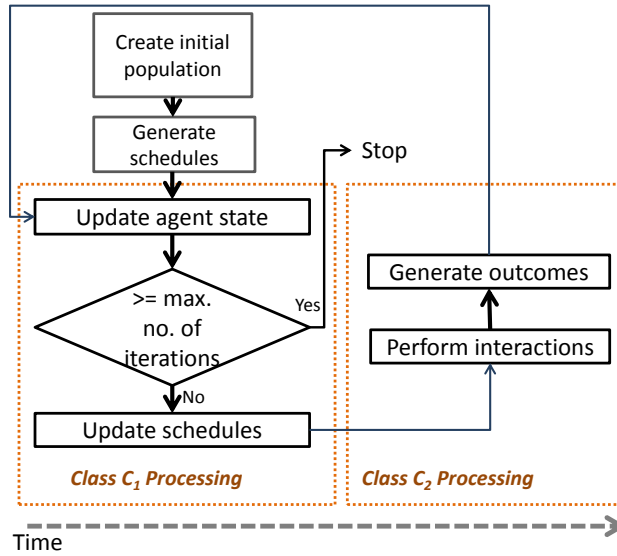 Create initial
population
Generate
schedules
Stop
Update agent state
>= max.
no. of
iterations
Yes
No
Update schedules
Class C1 Processing
Generate outcomes
Perform interactions
Class C2 Processing
Time